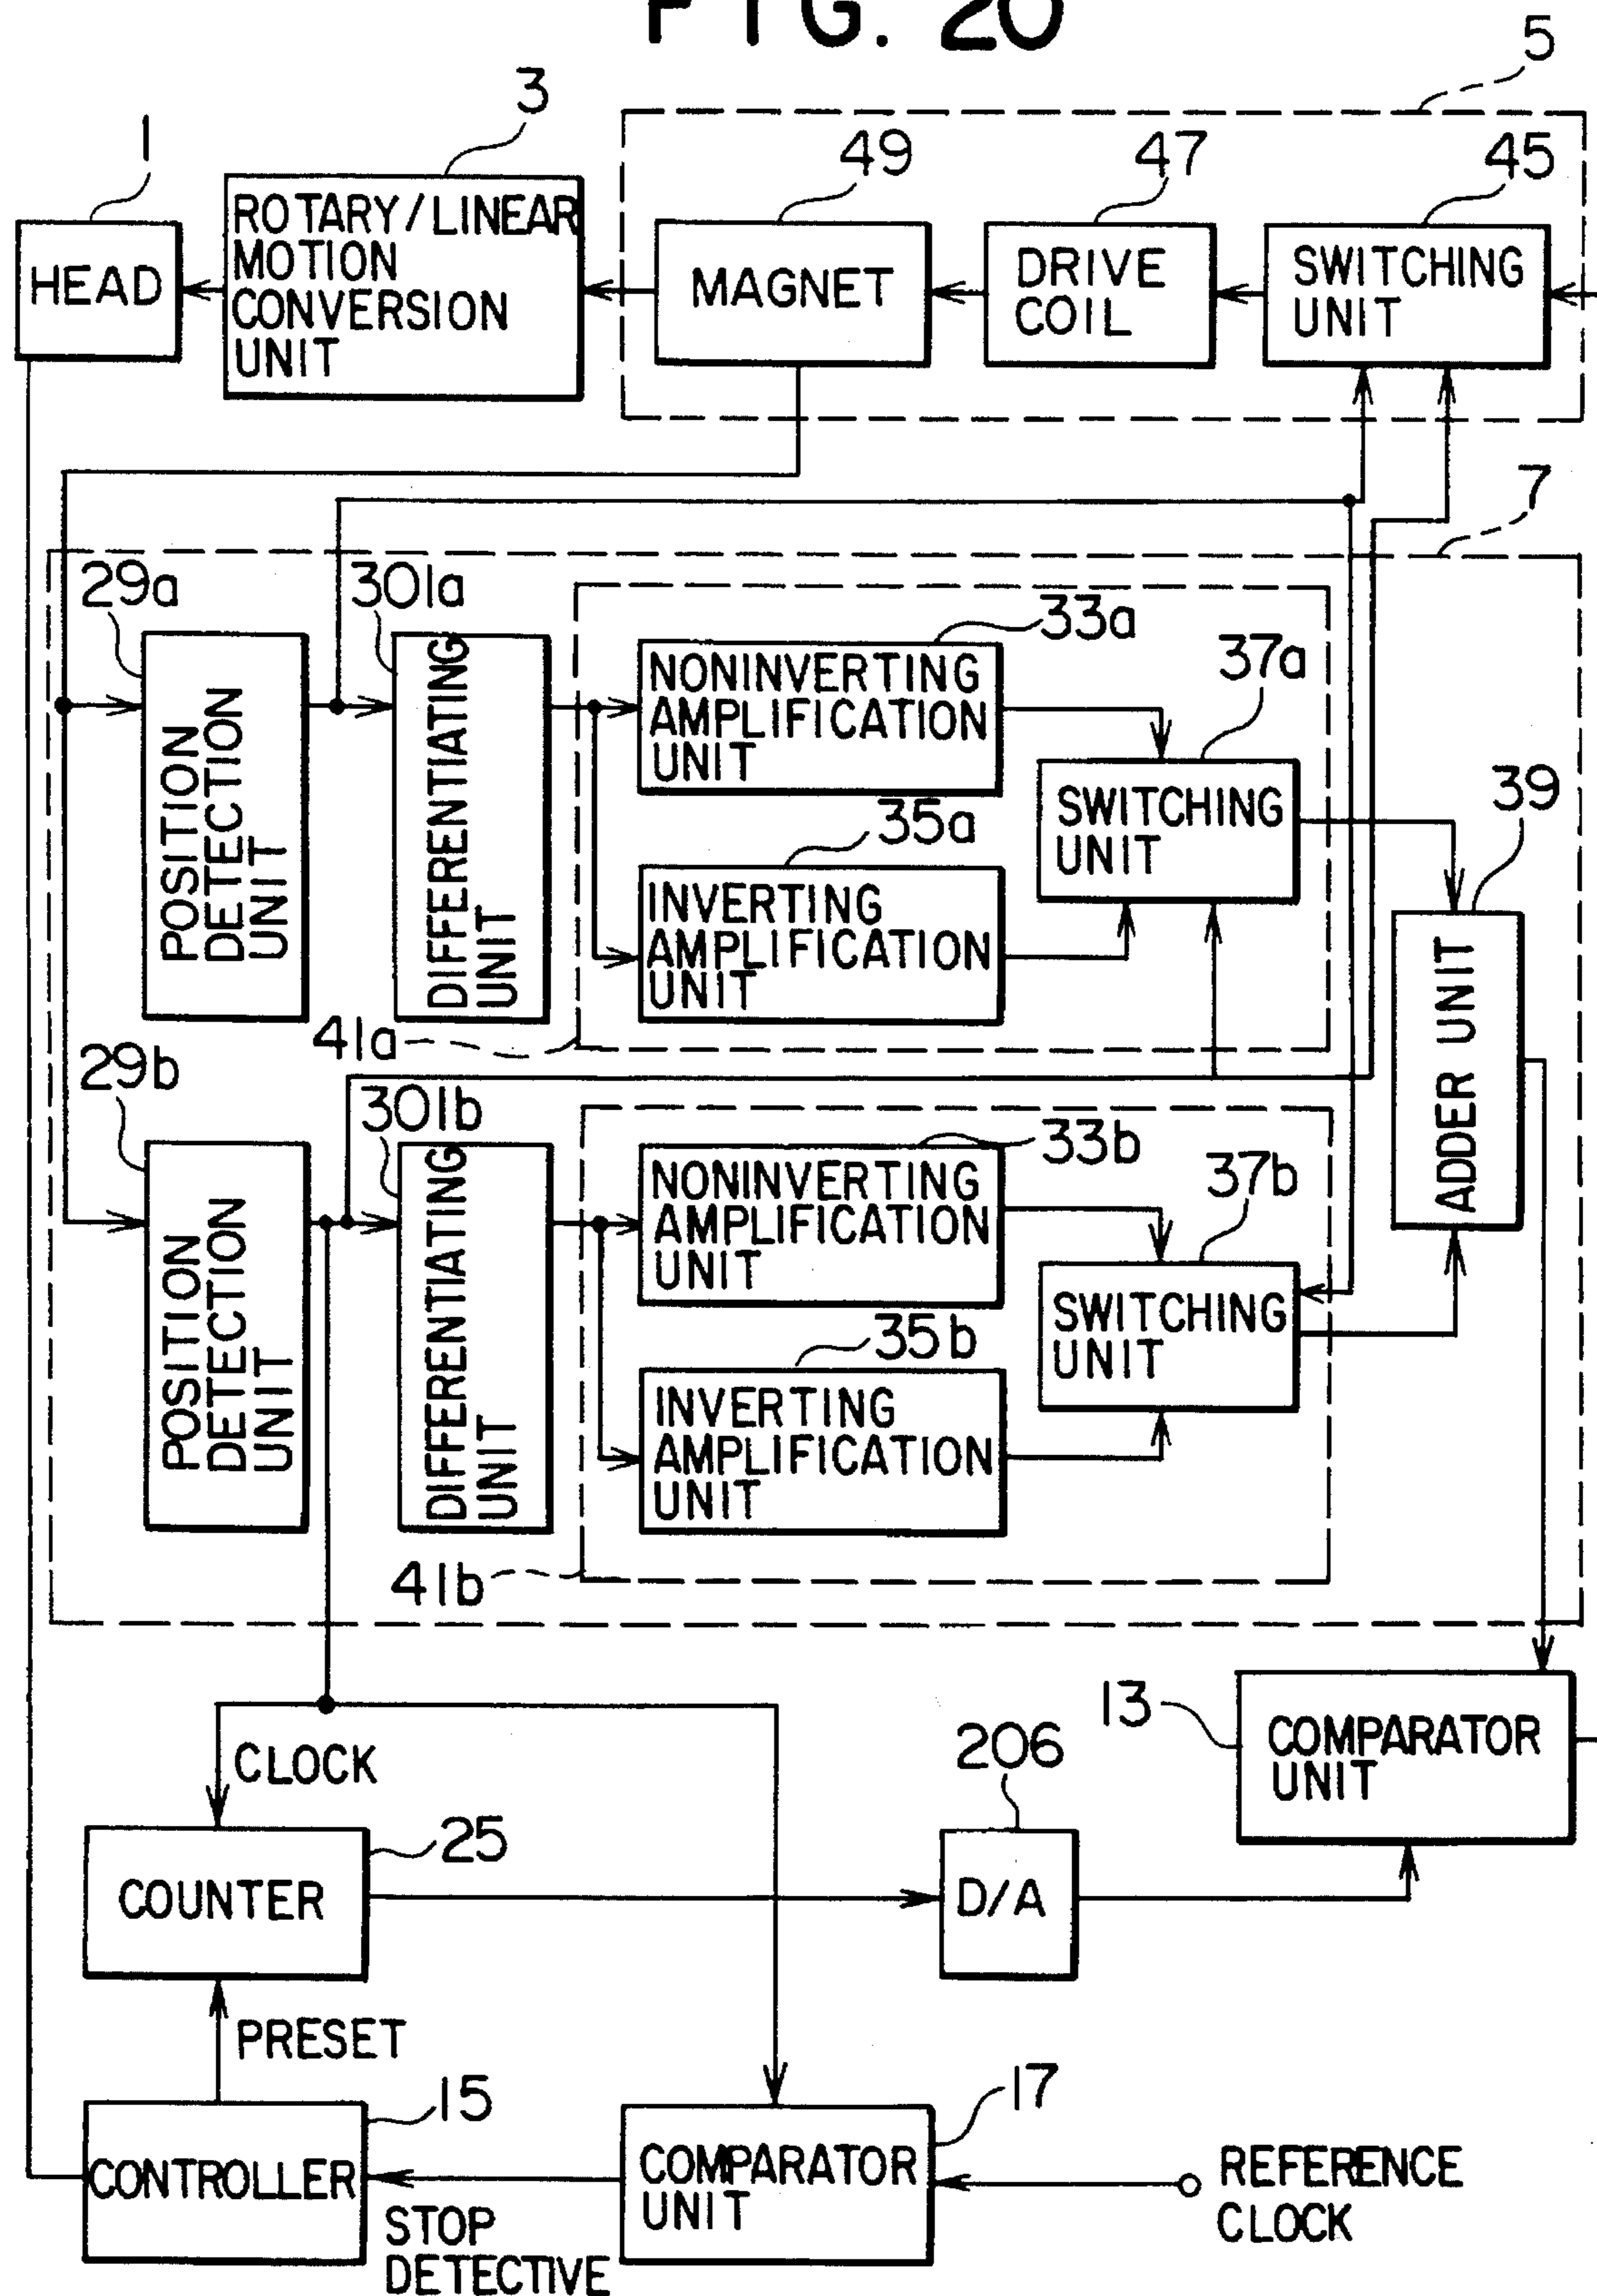 FIG. 20
5
3
1
49
47
45
HEAD
ROTARY/LINEAR
MOTION
CONVERSION
UNIT
MAGNET
DRIVE
COIL
SWITCHING
UNIT
7
29a
301a
33a
37a
POSITION
DETECTION
UNIT
DIFFERENTIATING
UNIT
NONINVERTING
AMPLIFICATION
UNIT
SWITCHING
UNIT
39
35a
INVERTING
AMPLIFICATION
UNIT
ADDER UNIT
41a
29b
301b
33b
37b
POSITION
DETECTION
UNIT
DIFFERENTIATING
UNIT
NONINVERTING
AMPLIFICATION
UNIT
SWITCHING
UNIT
35b
INVERTING
AMPLIFICATION
UNIT
41b
13
COMPARATOR
UNIT
CLOCK
206
25
COUNTER
D/A
PRESET
15
17
CONTROLLER
COMPARATOR
UNIT
REFERENCE
CLOCK
STOP
DETECTIVE